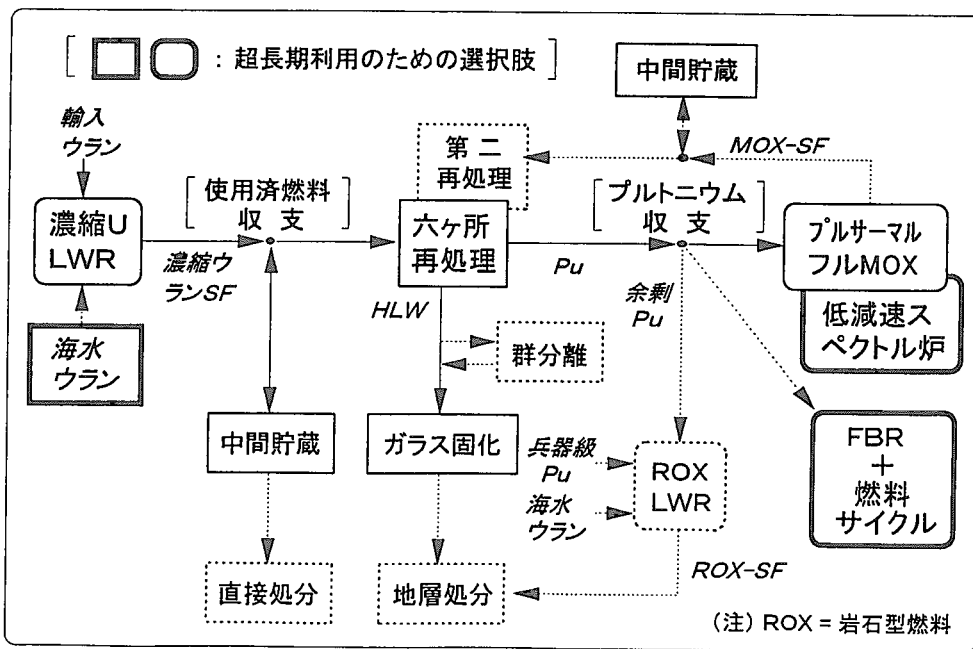 [ : 超長期利用のための選択肢 ]
中間貯蔵
輸入
ウラン
MOX-SF
第 二
再処理
[ 使用済燃料
収 支 ]
[ プルトニウム
収 支 ]
濃縮U
LWR
六ヶ所
再処理
プルサーマル
フルMOX
濃縮ウ
ランSF
Pu
HLW
余剰
Pu
低減速ス
ペクトル炉
海水
ウラン
群分離
中間貯蔵
ガラス固化
兵器級
Pu
海水
ウラン
ROX
LWR
FBR
+
燃料
サイクル
直接処分
地層処分
ROX-SF
(注) ROX = 岩石型燃料